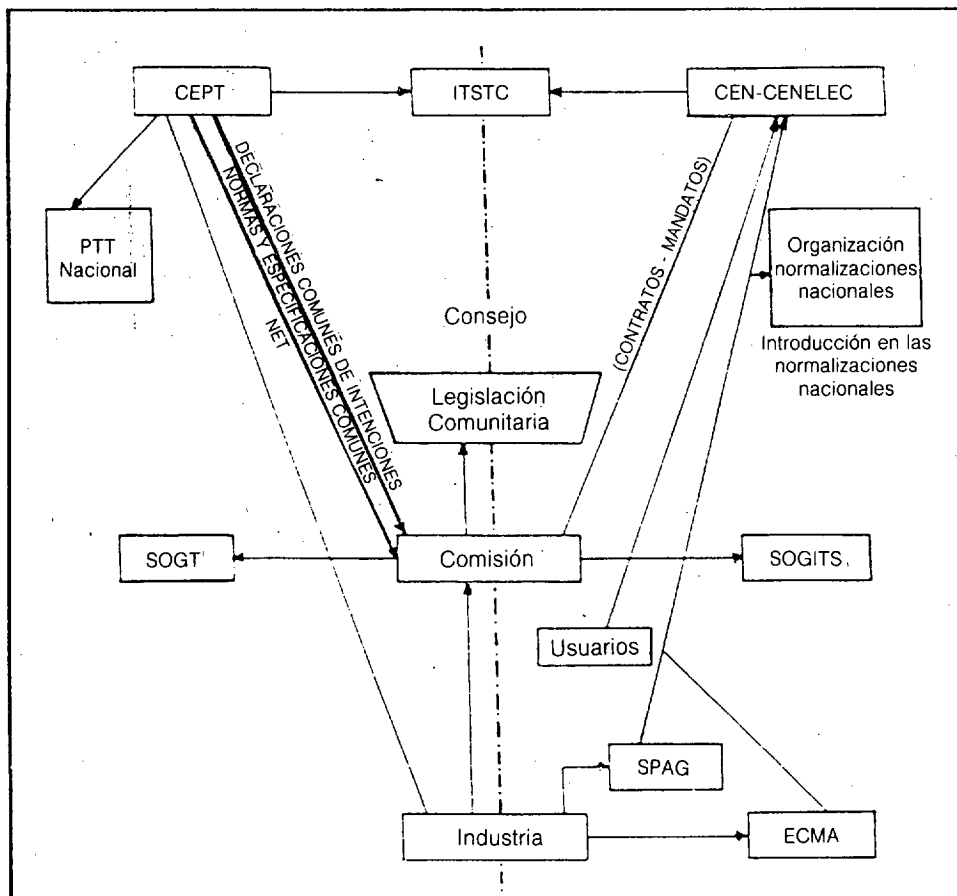 CEPT
ITSTC
CEN-CENELEC
DECLARACIONES COMUNES DE INTENCIONES
NORMAS Y ESPECIFICACIONES COMUNES
NET
(CONTRATOS - MANDATOS)
PTT
Nacional
Organización
normalizaciones
nacionales
Introducción en las
normalizaciones
nacionales
Consejo
Legislación
Comunitaria
SOGT
Comisión
SOGITS
Usuarios
SPAG
Industria
ECMA